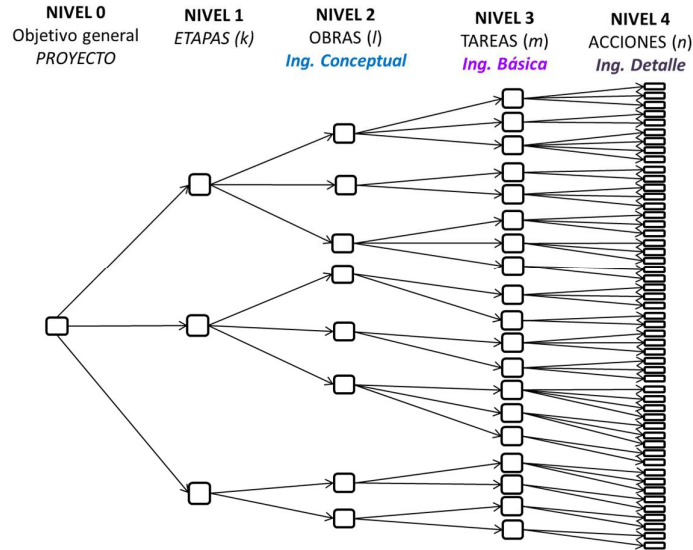 NIVEL 0
Objetivo general
PROYECTO
NIVEL 1
ETAPAS (k)
NIVEL 2
OBRAS (l)
Ing. Conceptual
NIVEL 3
TAREAS (m)
Ing. Básica
NIVEL 4
ACCIONES (n)
Ing. Detalle